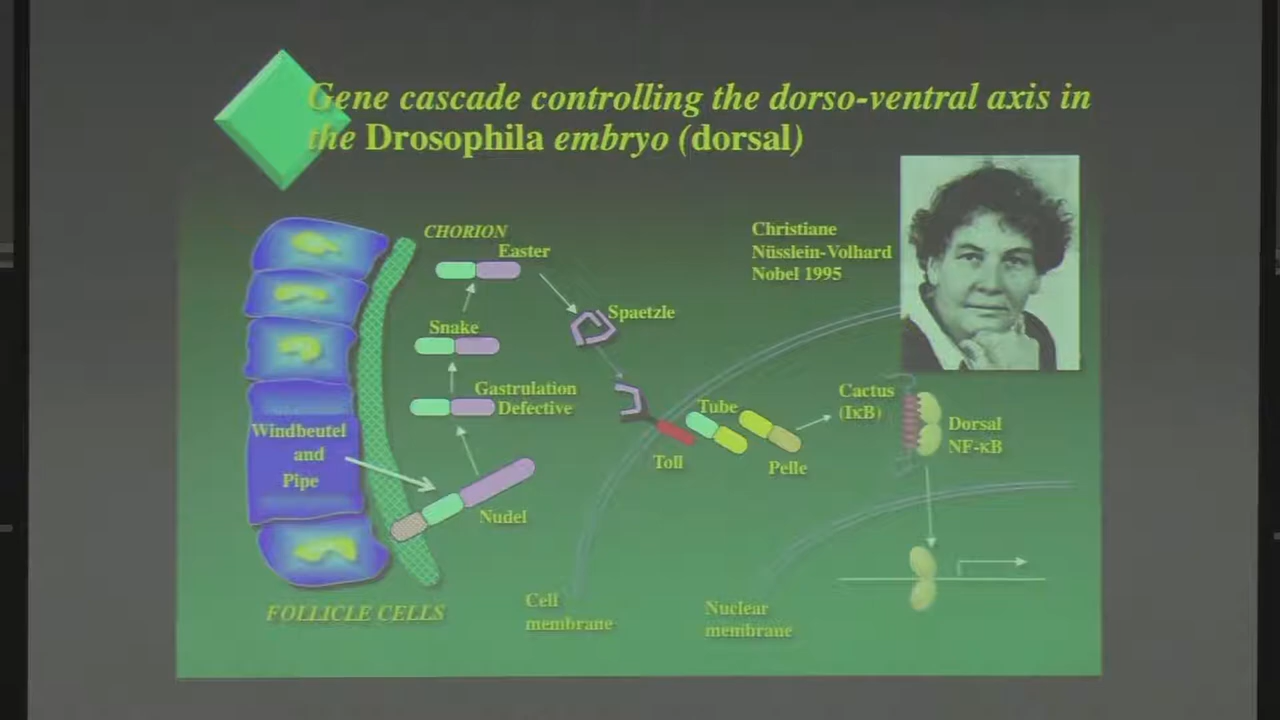 Gene cascade controlling the dorso-ventral axis in
the Drosophila embryo (dorsal)
CHORION
Easter
Christiane
Nüsslein-Volhard
Nobel 1995
Spaetzle
Snake
Gastrulation
Defective
Cactus
(IκB)
Tube
Dorsal
NF-κB
Windbeutel
and
Pipe
Toll
Pelle
Nudel
FOLLICLE CELLS
Cell
membrane
Nuclear
membrane